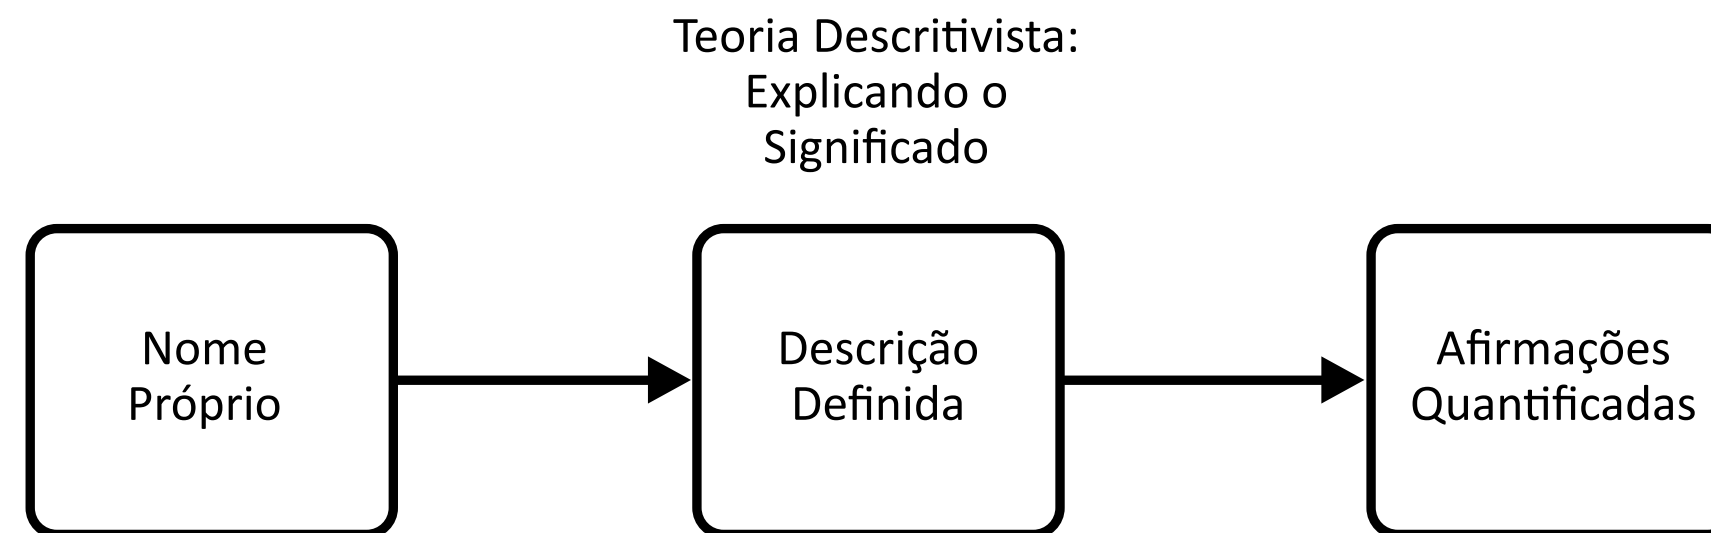 Teoria Descritivista:
Explicando o
Significado
Nome
Próprio
Descrição
Definida
Afirmações
Quantificadas